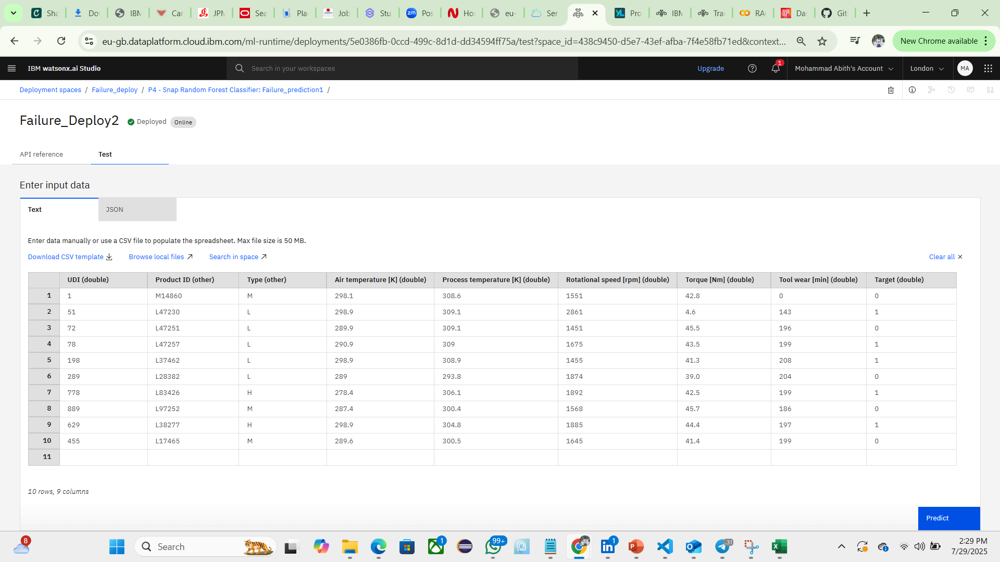 Sha
Dov
IBM
Car
JPM
Sea
Plac
Job
Stu
Pos
Hor
eu-
Ser
Pro
IBM
Trai
RAG
Das
Git
eu-gb.dataplatform.cloud.ibm.com/ml-runtime/deployments/5e0386fb-0ccd-499c-8d1d-dd34594ff75a/test?space_id=438c9450-d5e7-43ef-afba-7f4e58fb71ed&context...
New Chrome available
IBM watsonx.ai Studio
Search in your workspaces
Upgrade
1
Mohammad Abith's Account
London
MA
Deployment spaces / Failure_deploy / P4 - Snap Random Forest Classifier: Failure_prediction1 /
Failure_Deploy2 Deployed Online
API reference
Test
Enter input data
Text
JSON
Enter data manually or use a CSV file to populate the spreadsheet. Max file size is 50 MB.
Download CSV template
Browse local files
Search in space
Clear all
UDI (double) Product ID (other) Type (other) Air temperature [K] (double) Process temperature [K] (double) Rotational speed [rpm] (double) Torque [Nm] (double) Tool wear [min] (double) Target (double)
1 1 M14860 M 298.1 308.6 1551 42.8 0 0
2 51 L47230 L 298.9 309.1 2861 4.6 143 1
3 72 L47251 L 289.9 309.1 1451 45.5 196 0
4 78 L47257 L 290.9 309 1675 43.5 199 1
5 198 L37462 L 298.9 308.9 1455 41.3 208 1
6 289 L28382 L 289 293.8 1874 39.0 204 0
7 778 L83426 H 278.4 306.1 1892 42.5 199 1
8 889 L97252 M 287.4 300.4 1568 45.7 186 0
9 629 L38277 H 298.9 304.8 1885 44.4 197 1
10 455 L17465 M 289.6 300.5 1645 41.4 199 0
11
10 rows, 9 columns
Predict
8
Search
1
99+
1
31
2:29 PM
7/29/2025